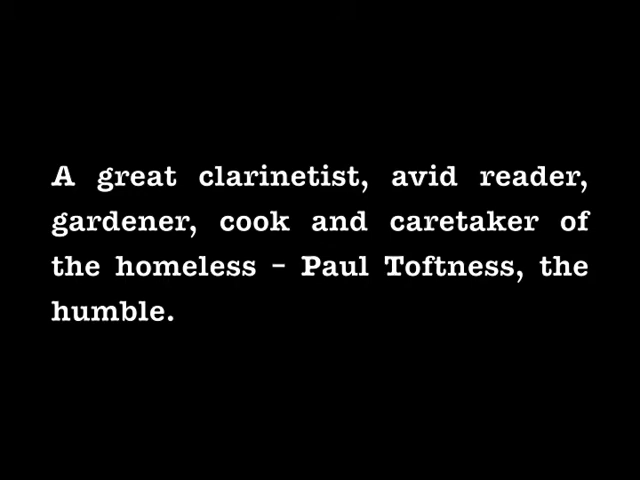 A great clarinetist, avid reader,
gardener, cook and caretaker of
the homeless – Paul Toftness, the
humble.